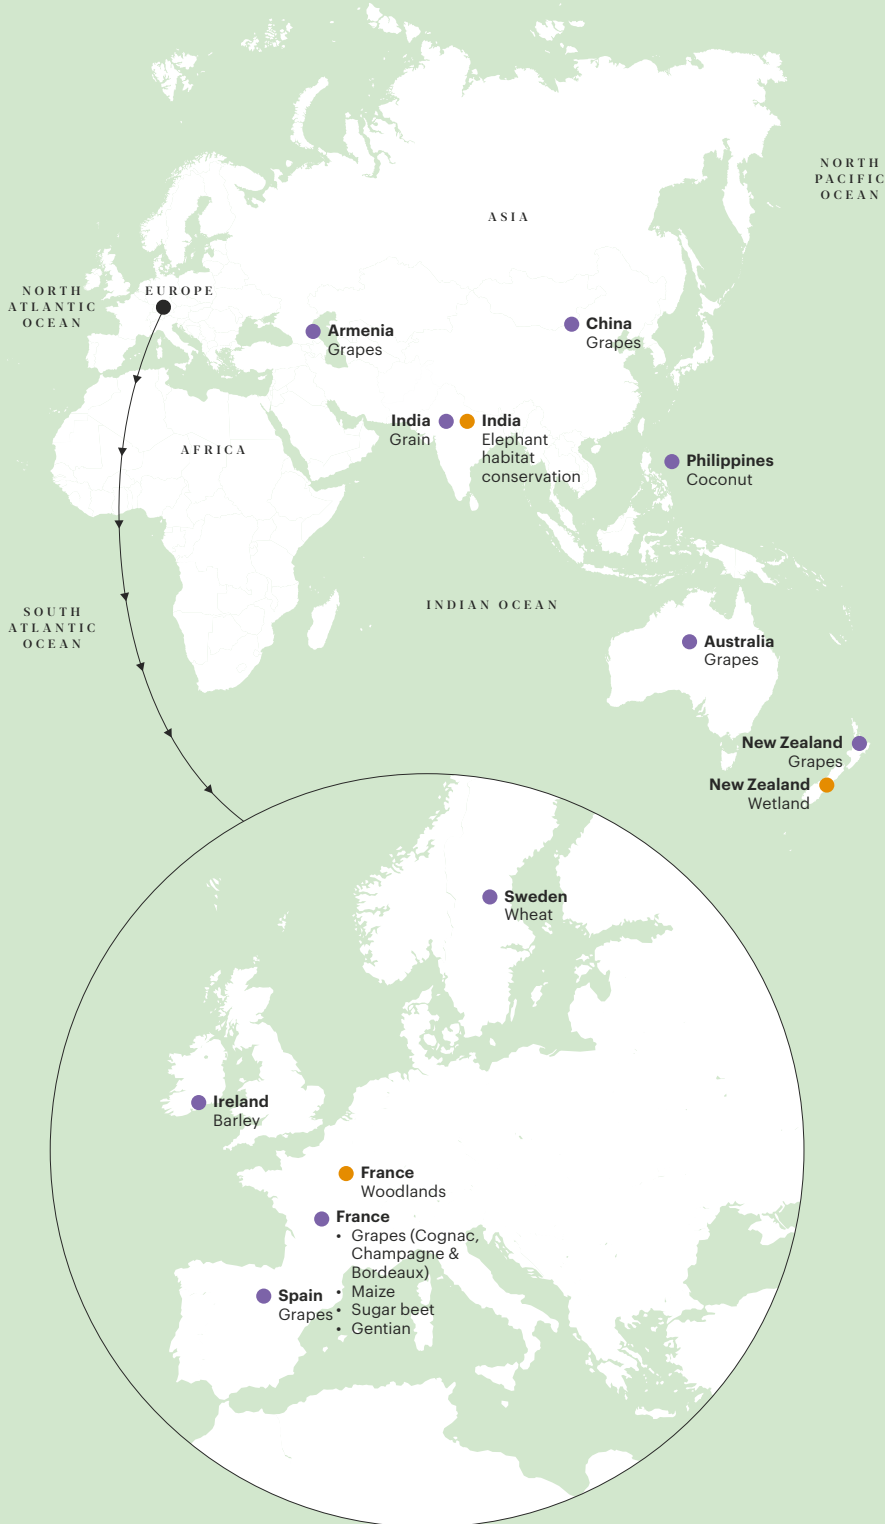 NORTH
PACIFIC
OCEAN
ASIA
NORTH
ATLANTIC
OCEAN
EUROPE
Armenia
Grapes
China
Grapes
India
Grain
India
Elephant
habitat
conservation
AFRICA
Philippines
Coconut
SOUTH
ATLANTIC
OCEAN
INDIAN OCEAN
Australia
Grapes
New Zealand
Grapes
New Zealand
Wetland
Sweden
Wheat
Ireland
Barley
France
Woodlands
France
• Grapes (Cognac,
Champagne &
Bordeaux)
• Maize
• Sugar beet
• Gentian
Spain
Grapes